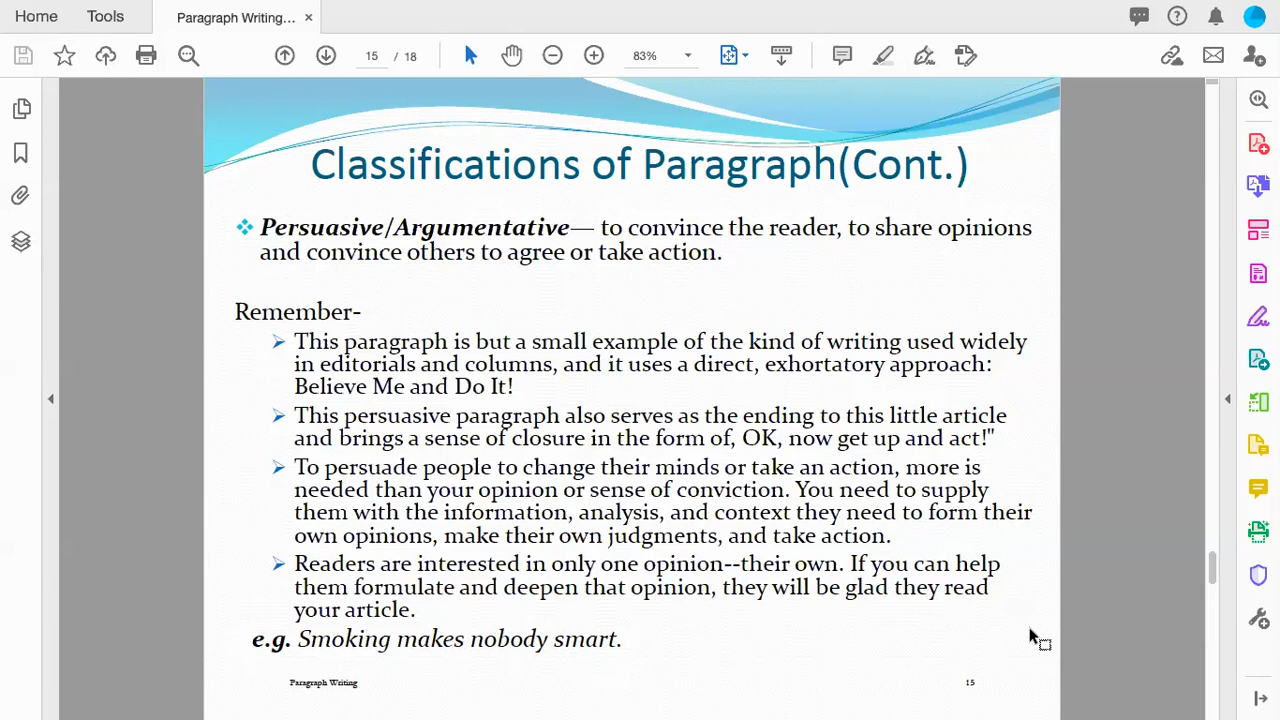 Home
Tools
Paragraph Writing... ×
15 / 18
83%
Classifications of Paragraph(Cont.)
Persuasive/Argumentative— to convince the reader, to share opinions
and convince others to agree or take action.
Remember-
This paragraph is but a small example of the kind of writing used widely
in editorials and columns, and it uses a direct, exhortatory approach:
Believe Me and Do It!
This persuasive paragraph also serves as the ending to this little article
and brings a sense of closure in the form of, OK, now get up and act!"
To persuade people to change their minds or take an action, more is
needed than your opinion or sense of conviction. You need to supply
them with the information, analysis, and context they need to form their
own opinions, make their own judgments, and take action.
Readers are interested in only one opinion--their own. If you can help
them formulate and deepen that opinion, they will be glad they read
your article.
e.g. Smoking makes nobody smart.
Paragraph Writing
15